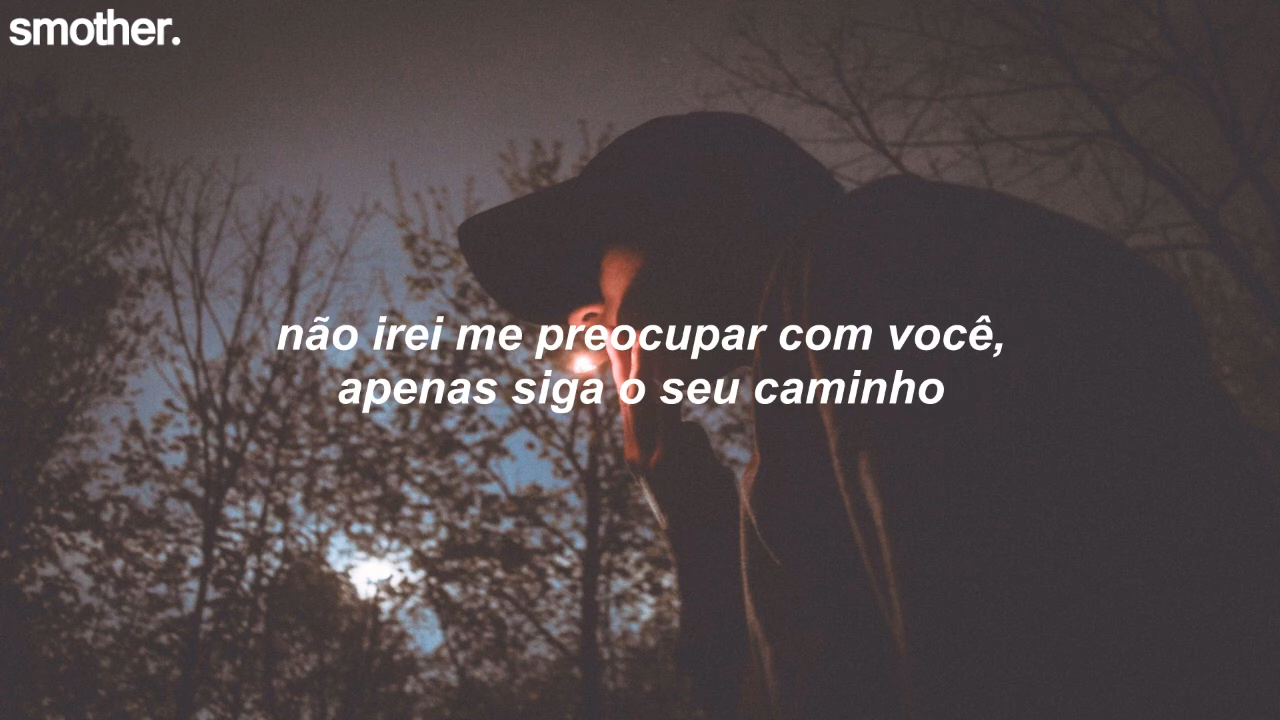 smother.
não irei me preocupar com você,
apenas siga o seu caminho